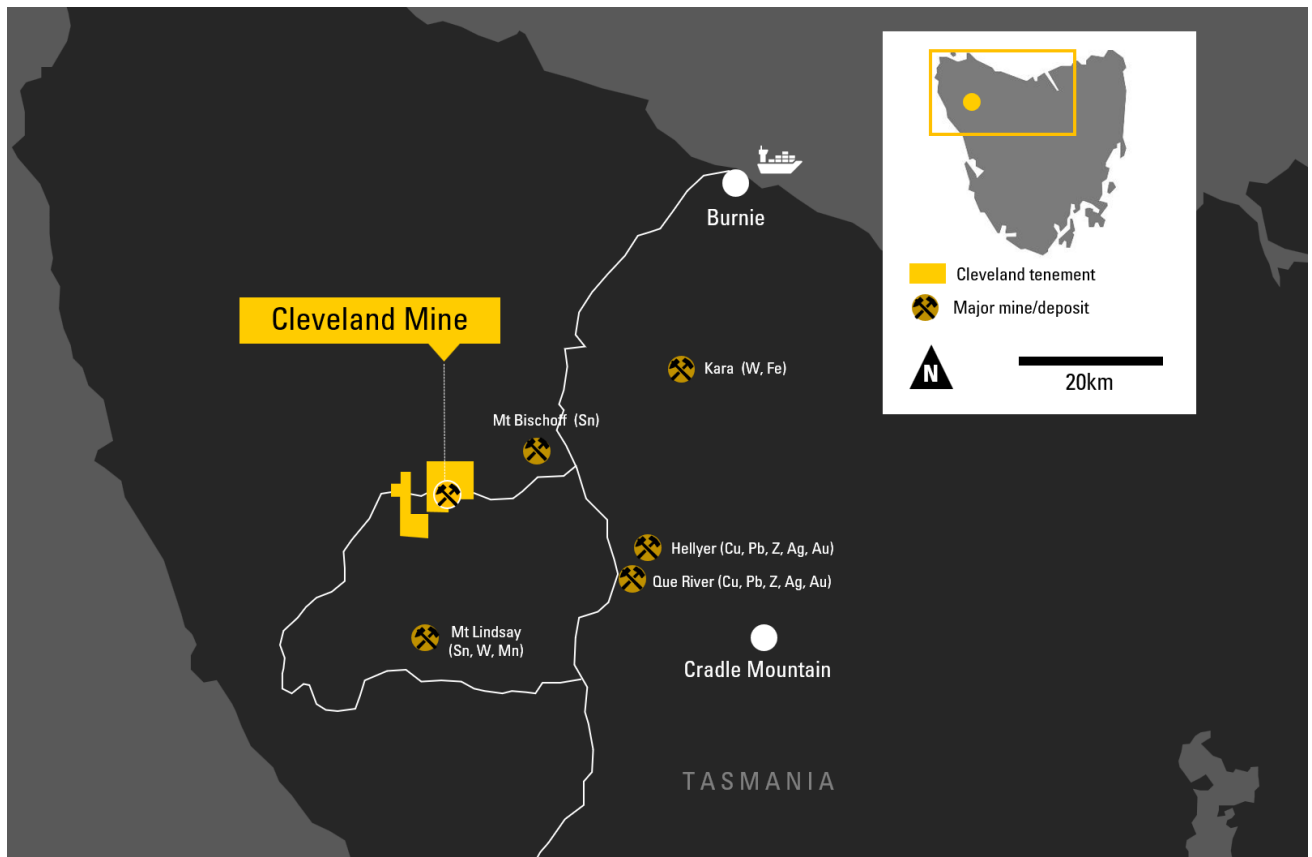 Burnie
Cleveland Mine
Kara (W, Fe)
Mt Bischoff (Sn)
Hellyer (Cu, Pb, Z, Ag, Au)
Que River (Cu, Pb, Z, Ag, Au)
Mt Lindsay
(Sn, W, Mn)
Cradle Mountain
TASMANIA
Cleveland tenement
Major mine/deposit
N
20km